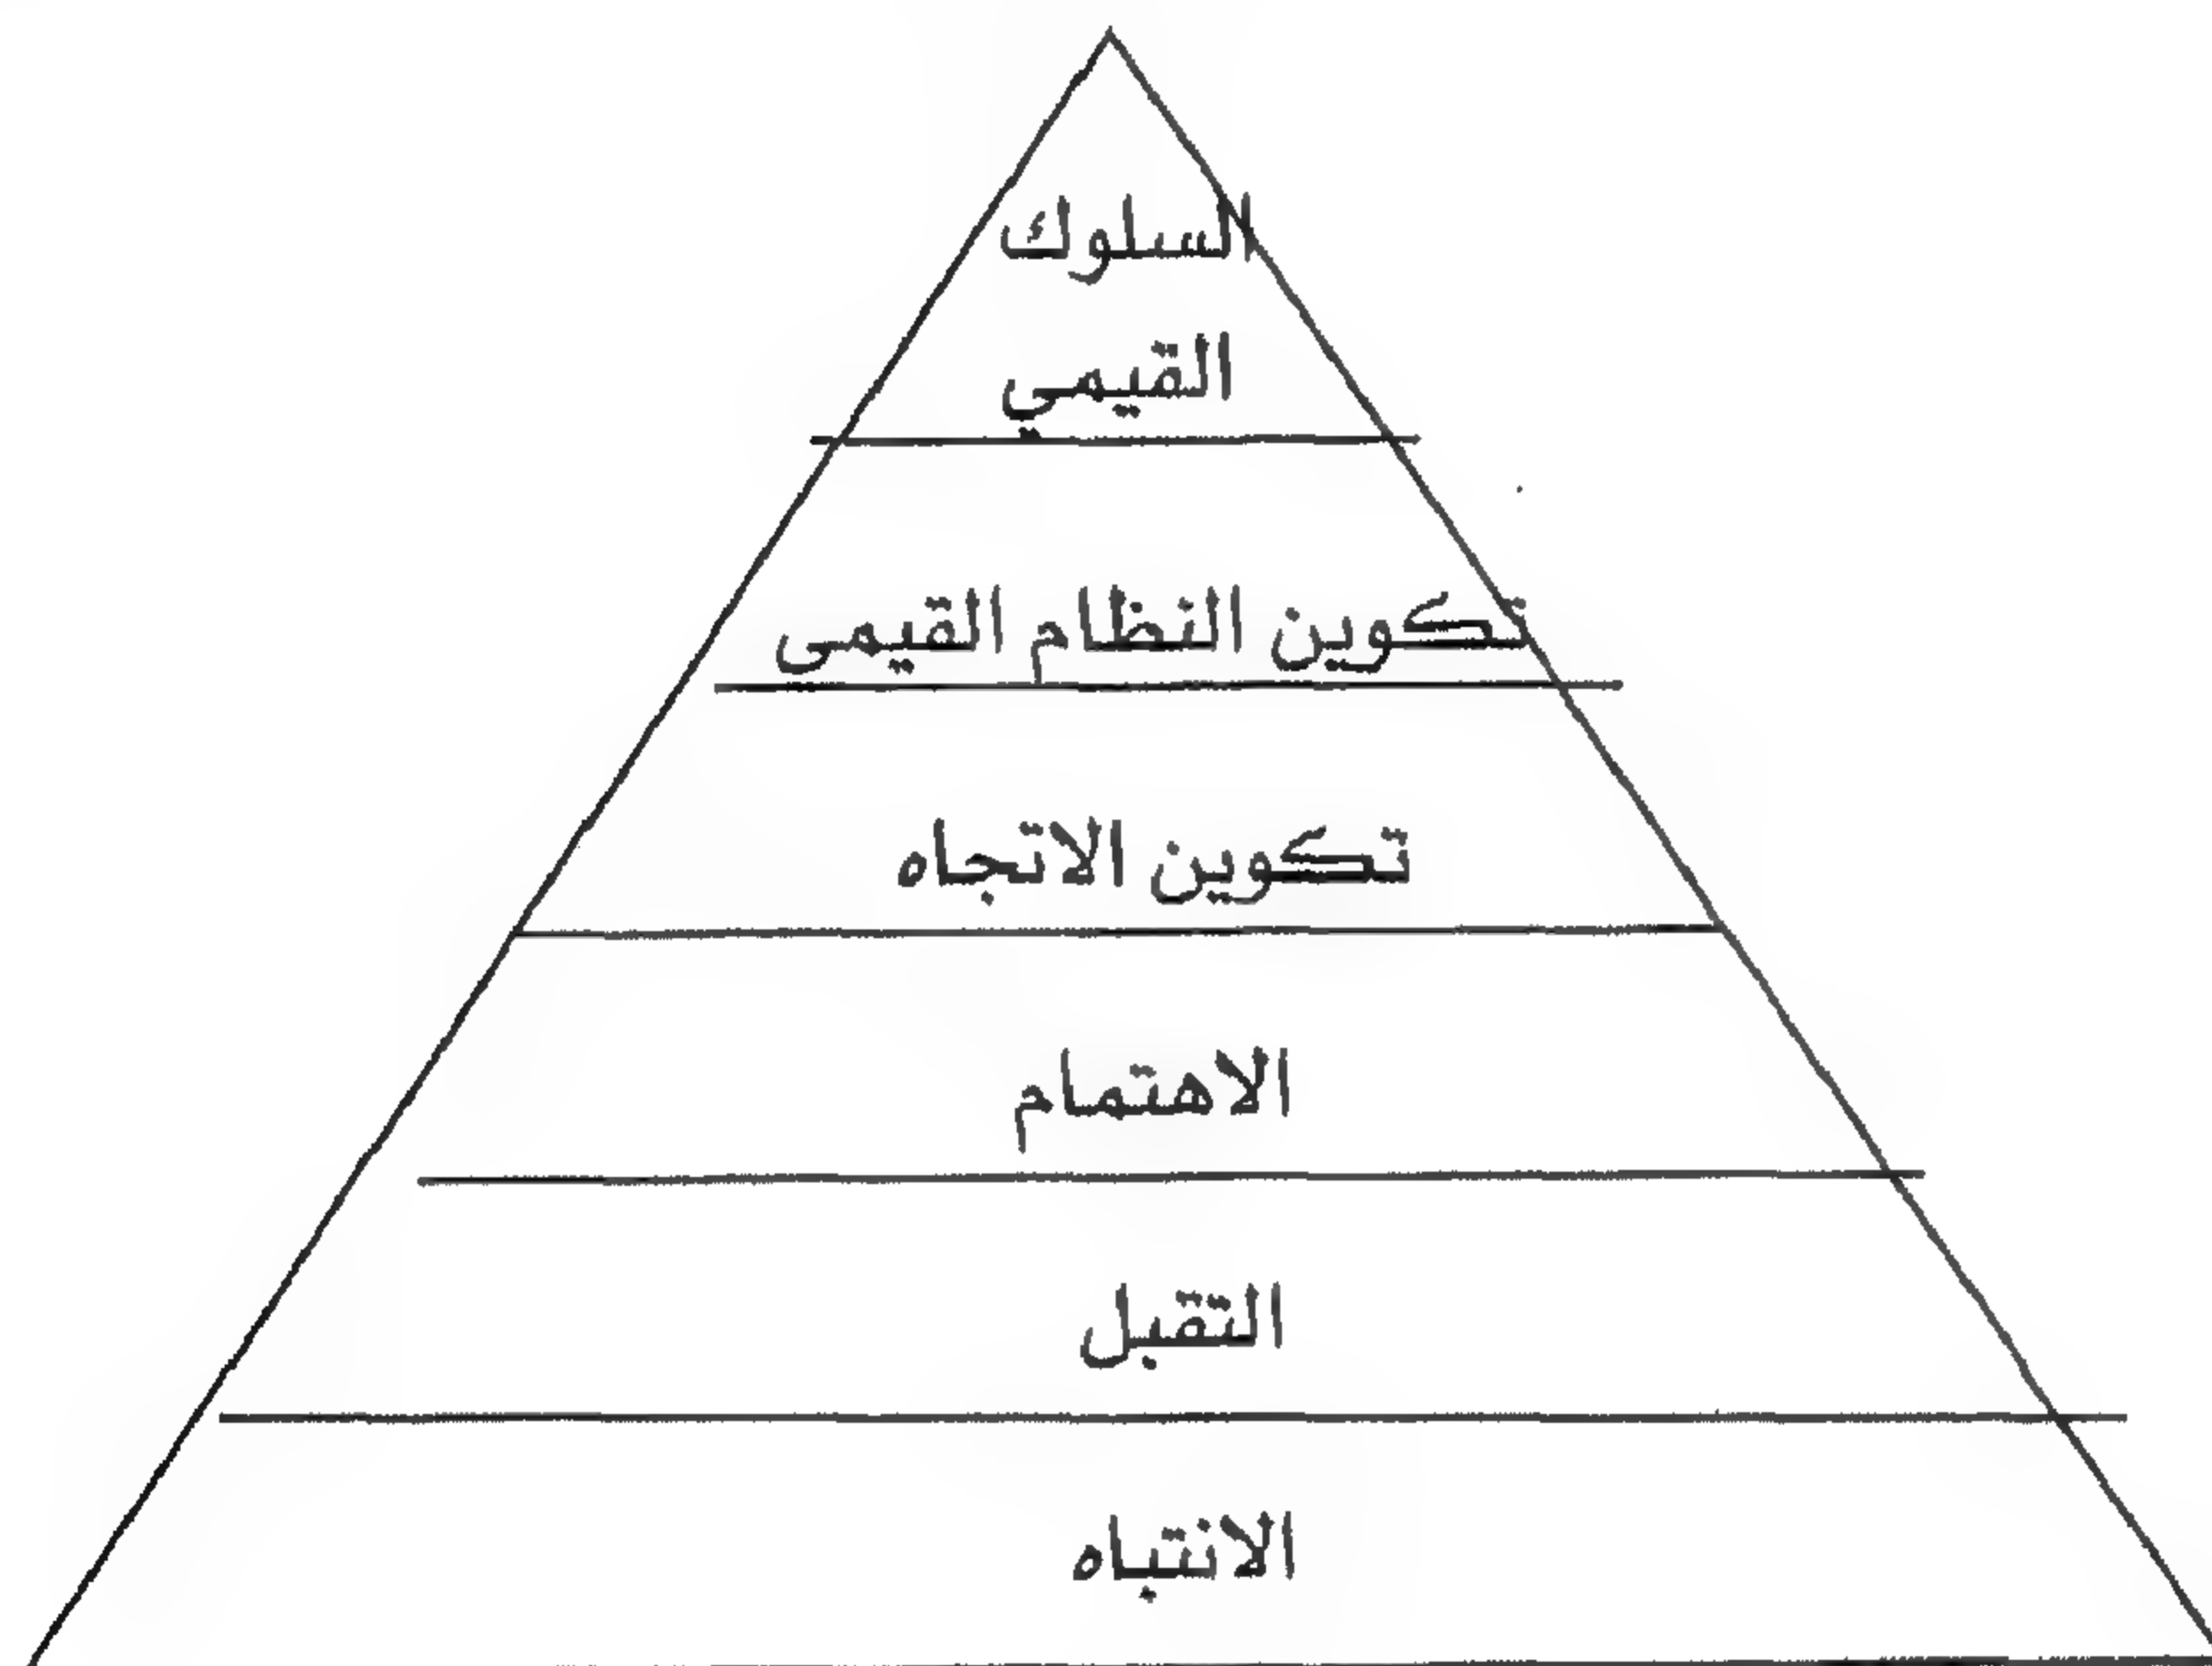 السلوك
القيمي
تكوين النظام القيمى
تكوين الاتجاه
الاهتمام
التقبل
الانتباه